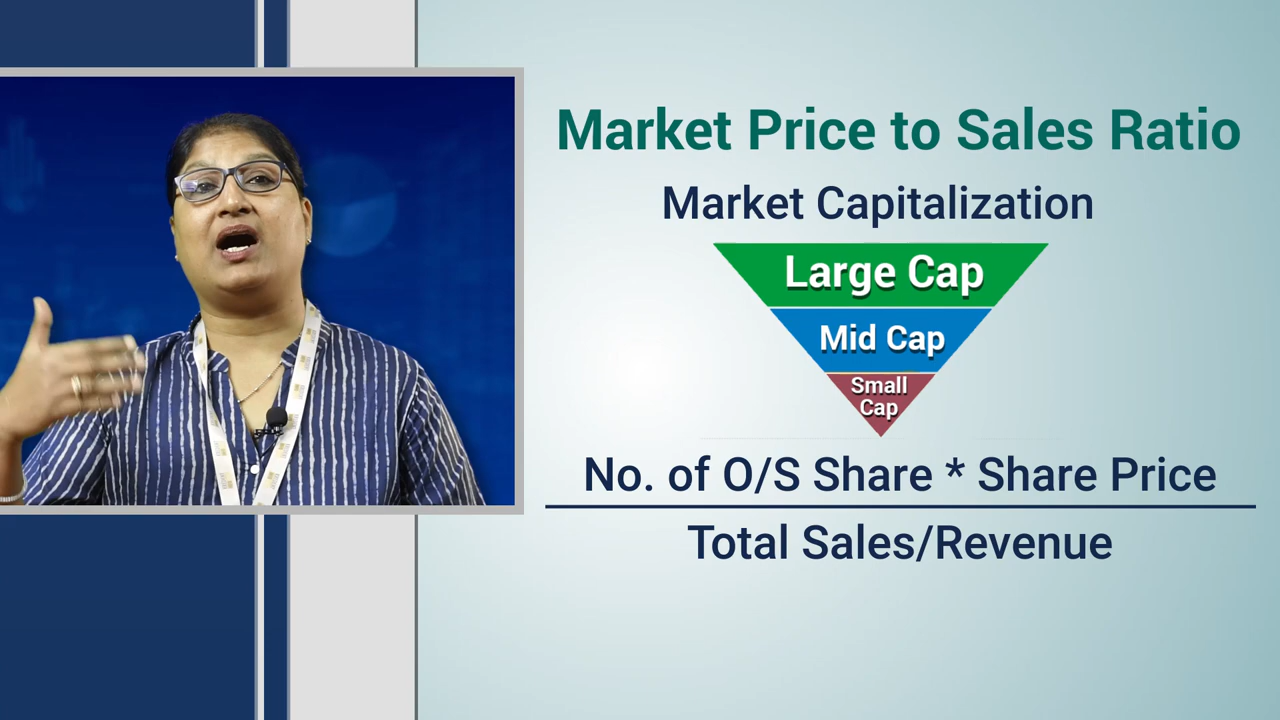 Market Price to Sales Ratio
Market Capitalization
Large Cap
Mid Cap
Small
Cap
No. of O/S Share * Share Price
Total Sales/Revenue